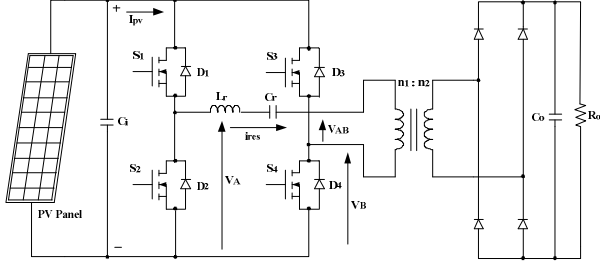 +
Ipv
S1
D1
S3
D3
Lr
Cr
n1 : n2
Ci
ires
VAB
Co
Ro
S2
D2
VA
S4
D4
VB
PV Panel
−